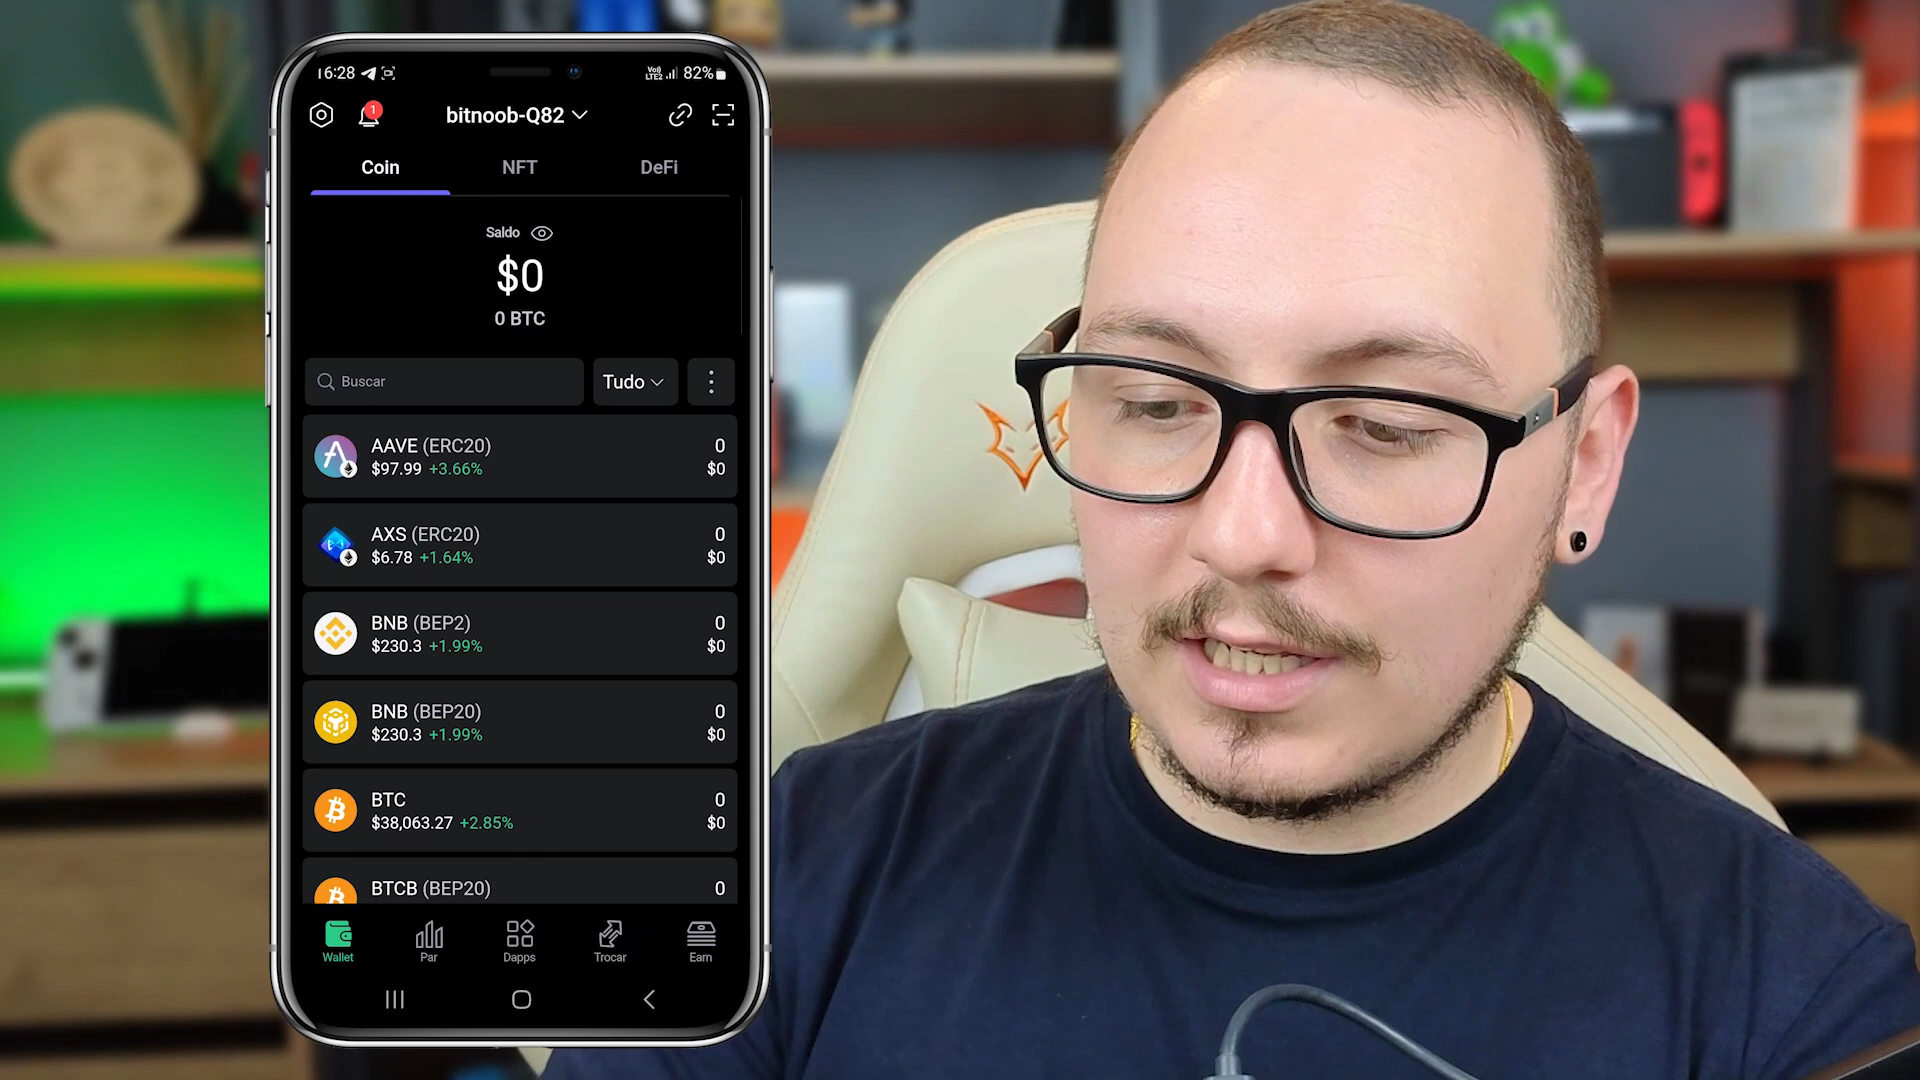 16:28
Vo))
LTE2
82%
1
bitnoob-Q82
Coin NFT DeFi
Saldo
$0
0 BTC
Buscar
Tudo
AAVE (ERC20) 0
$97.99 +3.66% $0
AXS (ERC20) 0
$6.78 +1.64% $0
BNB (BEP2) 0
$230.3 +1.99% $0
BNB (BEP20) 0
$230.3 +1.99% $0
BTC 0
$38,063.27 +2.85% $0
BTCB (BEP20) 0
Wallet Par Dapps Trocar Earn